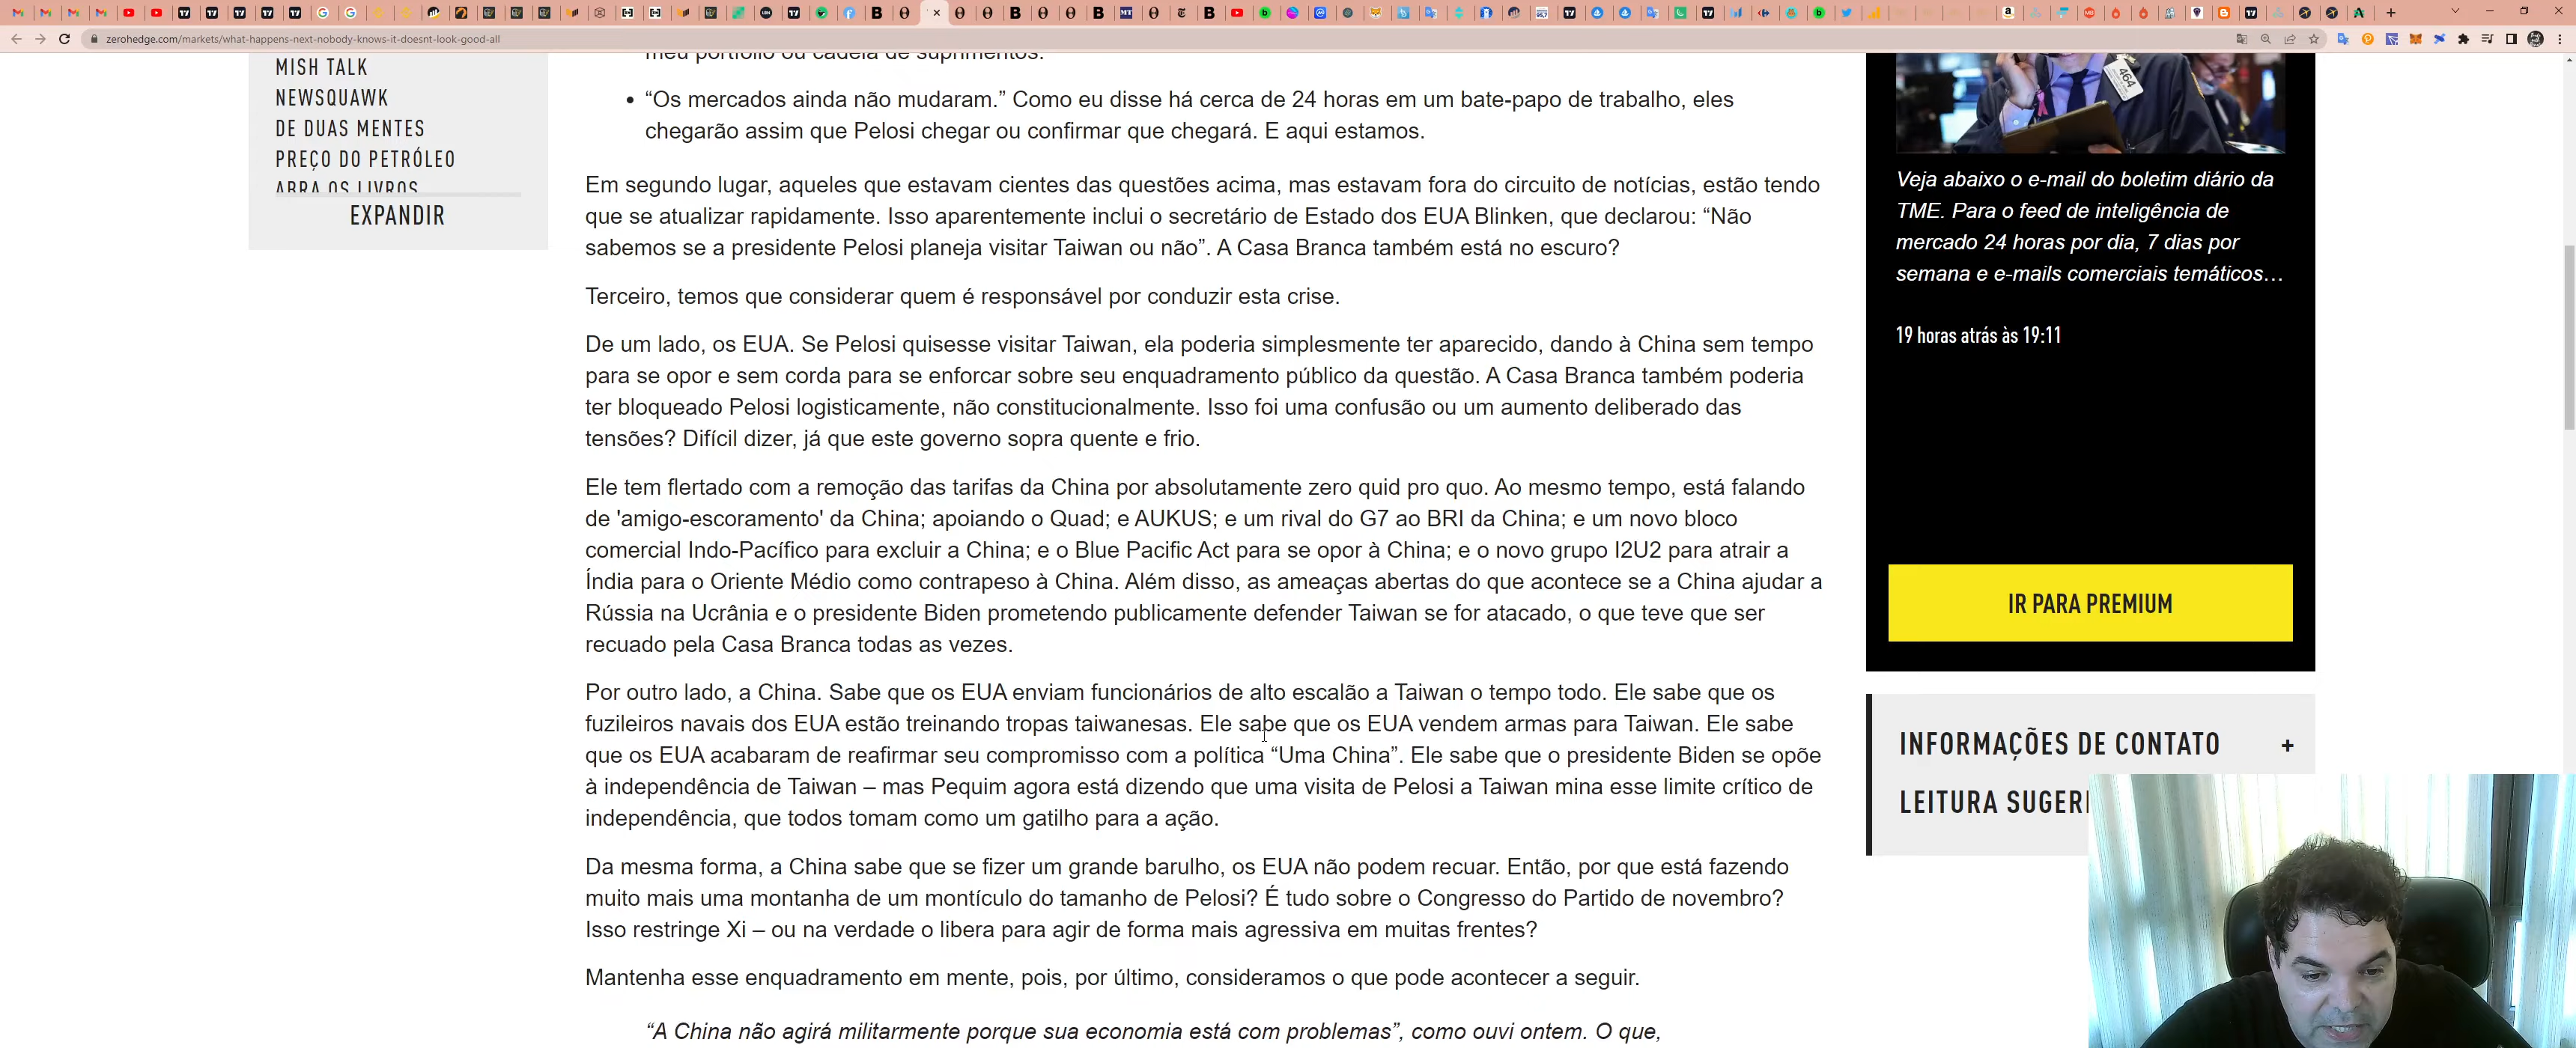 zerohedge.com/markets/what-happens-next-nobody-knows-it-doesnt-look-good-all
MISH TALK
NEWSQUAWK
DE DUAS MENTES
PREÇO DO PETRÓLEO
ABRA OS LIVROS
EXPANDIR
meu portfólio ou cadeia de suprimentos.
• “Os mercados ainda não mudaram.” Como eu disse há cerca de 24 horas em um bate-papo de trabalho, eles
chegarão assim que Pelosi chegar ou confirmar que chegará. E aqui estamos.
Em segundo lugar, aqueles que estavam cientes das questões acima, mas estavam fora do circuito de notícias, estão tendo
que se atualizar rapidamente. Isso aparentemente inclui o secretário de Estado dos EUA Blinken, que declarou: “Não
sabemos se a presidente Pelosi planeja visitar Taiwan ou não”. A Casa Branca também está no escuro?
Terceiro, temos que considerar quem é responsável por conduzir esta crise.
De um lado, os EUA. Se Pelosi quisesse visitar Taiwan, ela poderia simplesmente ter aparecido, dando à China sem tempo
para se opor e sem corda para se enforcar sobre seu enquadramento público da questão. A Casa Branca também poderia
ter bloqueado Pelosi logisticamente, não constitucionalmente. Isso foi uma confusão ou um aumento deliberado das
tensões? Difícil dizer, já que este governo sopra quente e frio.
Ele tem flertado com a remoção das tarifas da China por absolutamente zero quid pro quo. Ao mesmo tempo, está falando
de 'amigo-escoramento' da China; apoiando o Quad; e AUKUS; e um rival do G7 ao BRI da China; e um novo bloco
comercial Indo-Pacífico para excluir a China; e o Blue Pacific Act para se opor à China; e o novo grupo I2U2 para atrair a
Índia para o Oriente Médio como contrapeso à China. Além disso, as ameaças abertas do que acontece se a China ajudar a
Rússia na Ucrânia e o presidente Biden prometendo publicamente defender Taiwan se for atacado, o que teve que ser
recuado pela Casa Branca todas as vezes.
Por outro lado, a China. Sabe que os EUA enviam funcionários de alto escalão a Taiwan o tempo todo. Ele sabe que os
fuzileiros navais dos EUA estão treinando tropas taiwanesas. Ele sabe que os EUA vendem armas para Taiwan. Ele sabe
que os EUA acabaram de reafirmar seu compromisso com a política “Uma China”. Ele sabe que o presidente Biden se opõe
à independência de Taiwan – mas Pequim agora está dizendo que uma visita de Pelosi a Taiwan mina esse limite crítico de
independência, que todos tomam como um gatilho para a ação.
Da mesma forma, a China sabe que se fizer um grande barulho, os EUA não podem recuar. Então, por que está fazendo
muito mais uma montanha de um montículo do tamanho de Pelosi? É tudo sobre o Congresso do Partido de novembro?
Isso restringe Xi – ou na verdade o libera para agir de forma mais agressiva em muitas frentes?
Mantenha esse enquadramento em mente, pois, por último, consideramos o que pode acontecer a seguir.
“A China não agirá militarmente porque sua economia está com problemas”, como ouvi ontem. O que,
464
Veja abaixo o e-mail do boletim diário da
TME. Para o feed de inteligência de
mercado 24 horas por dia, 7 dias por
semana e e-mails comerciais temáticos…
19 horas atrás às 19:11
IR PARA PREMIUM
INFORMAÇÕES DE CONTATO +
LEITURA SUGERI